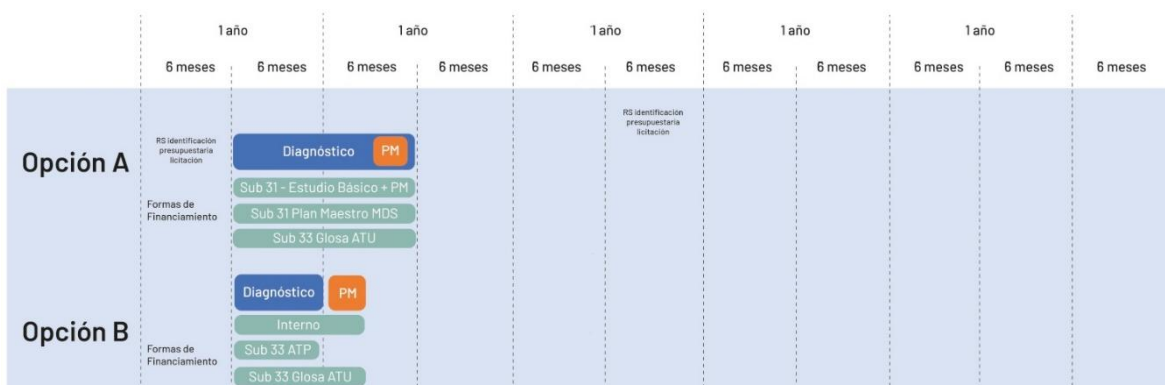 1 año 1 año 1 año 1 año 1 año
6 meses 6 meses 6 meses 6 meses 6 meses 6 meses 6 meses 6 meses 6 meses 6 meses 6 meses
Opción A
RS identificación
presupuestaria
licitación
Diagnóstico PM
RS identificación
presupuestaria
licitación
Formas de
Financiamiento
Sub 31 - Estudio Básico + PM
Sub 31 Plan Maestro MDS
Sub 33 Glosa ATU
Opción B
Diagnóstico PM
Formas de
Financiamiento
Interno
Sub 33 ATP
Sub 33 Glosa ATU